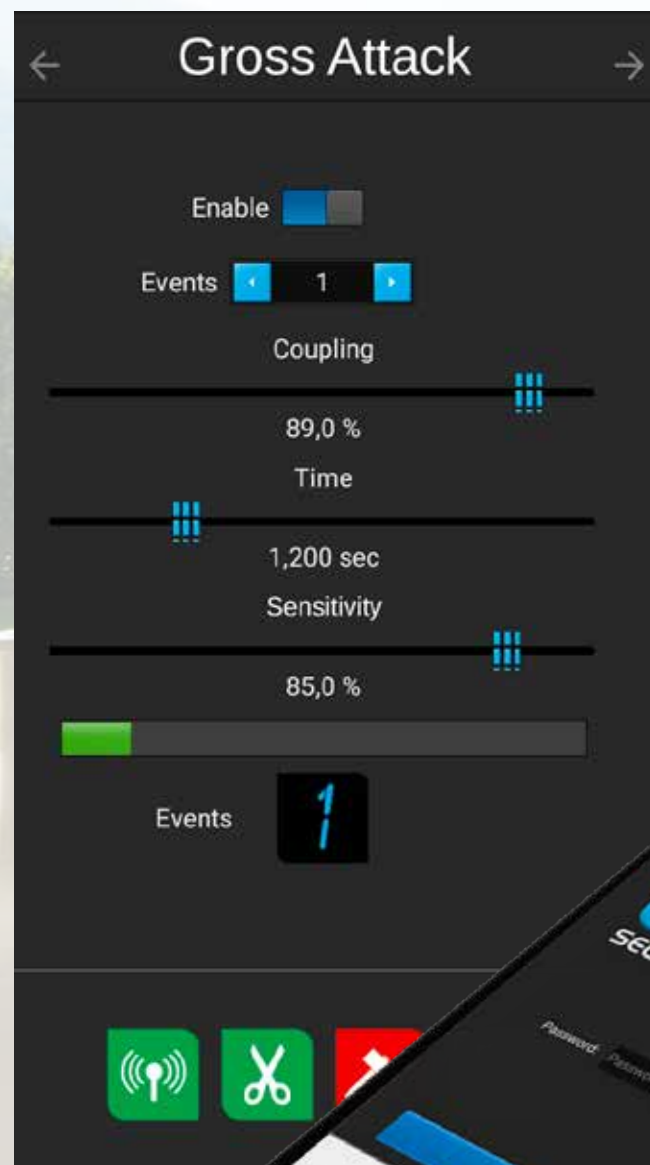 Gross Attack
Enable
Events 1
Coupling
89,0 %
Time
1,200 sec
Sensitivity
85,0 %
Events 1
Password: